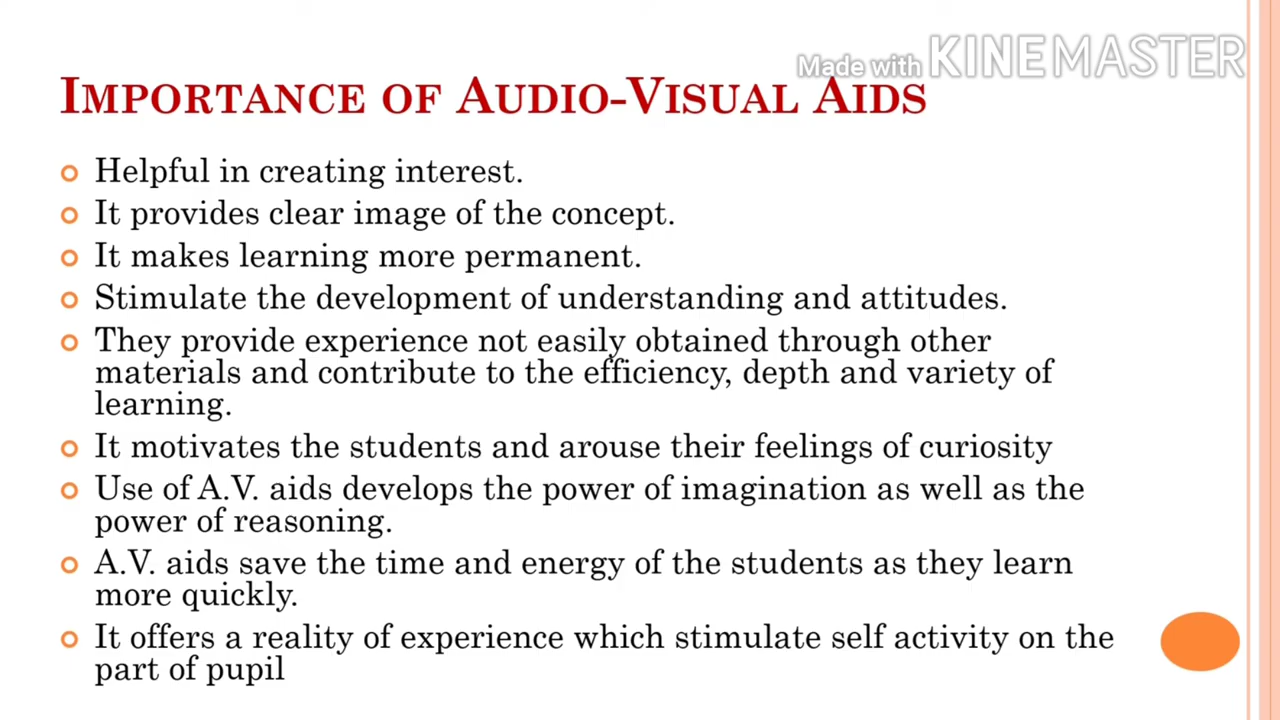 Made with KINEMASTER
IMPORTANCE OF AUDIO-VISUAL AIDS
Helpful in creating interest.
It provides clear image of the concept.
It makes learning more permanent.
Stimulate the development of understanding and attitudes.
They provide experience not easily obtained through other
materials and contribute to the efficiency, depth and variety of
learning.
It motivates the students and arouse their feelings of curiosity
Use of A.V. aids develops the power of imagination as well as the
power of reasoning.
A.V. aids save the time and energy of the students as they learn
more quickly.
It offers a reality of experience which stimulate self activity on the
part of pupil